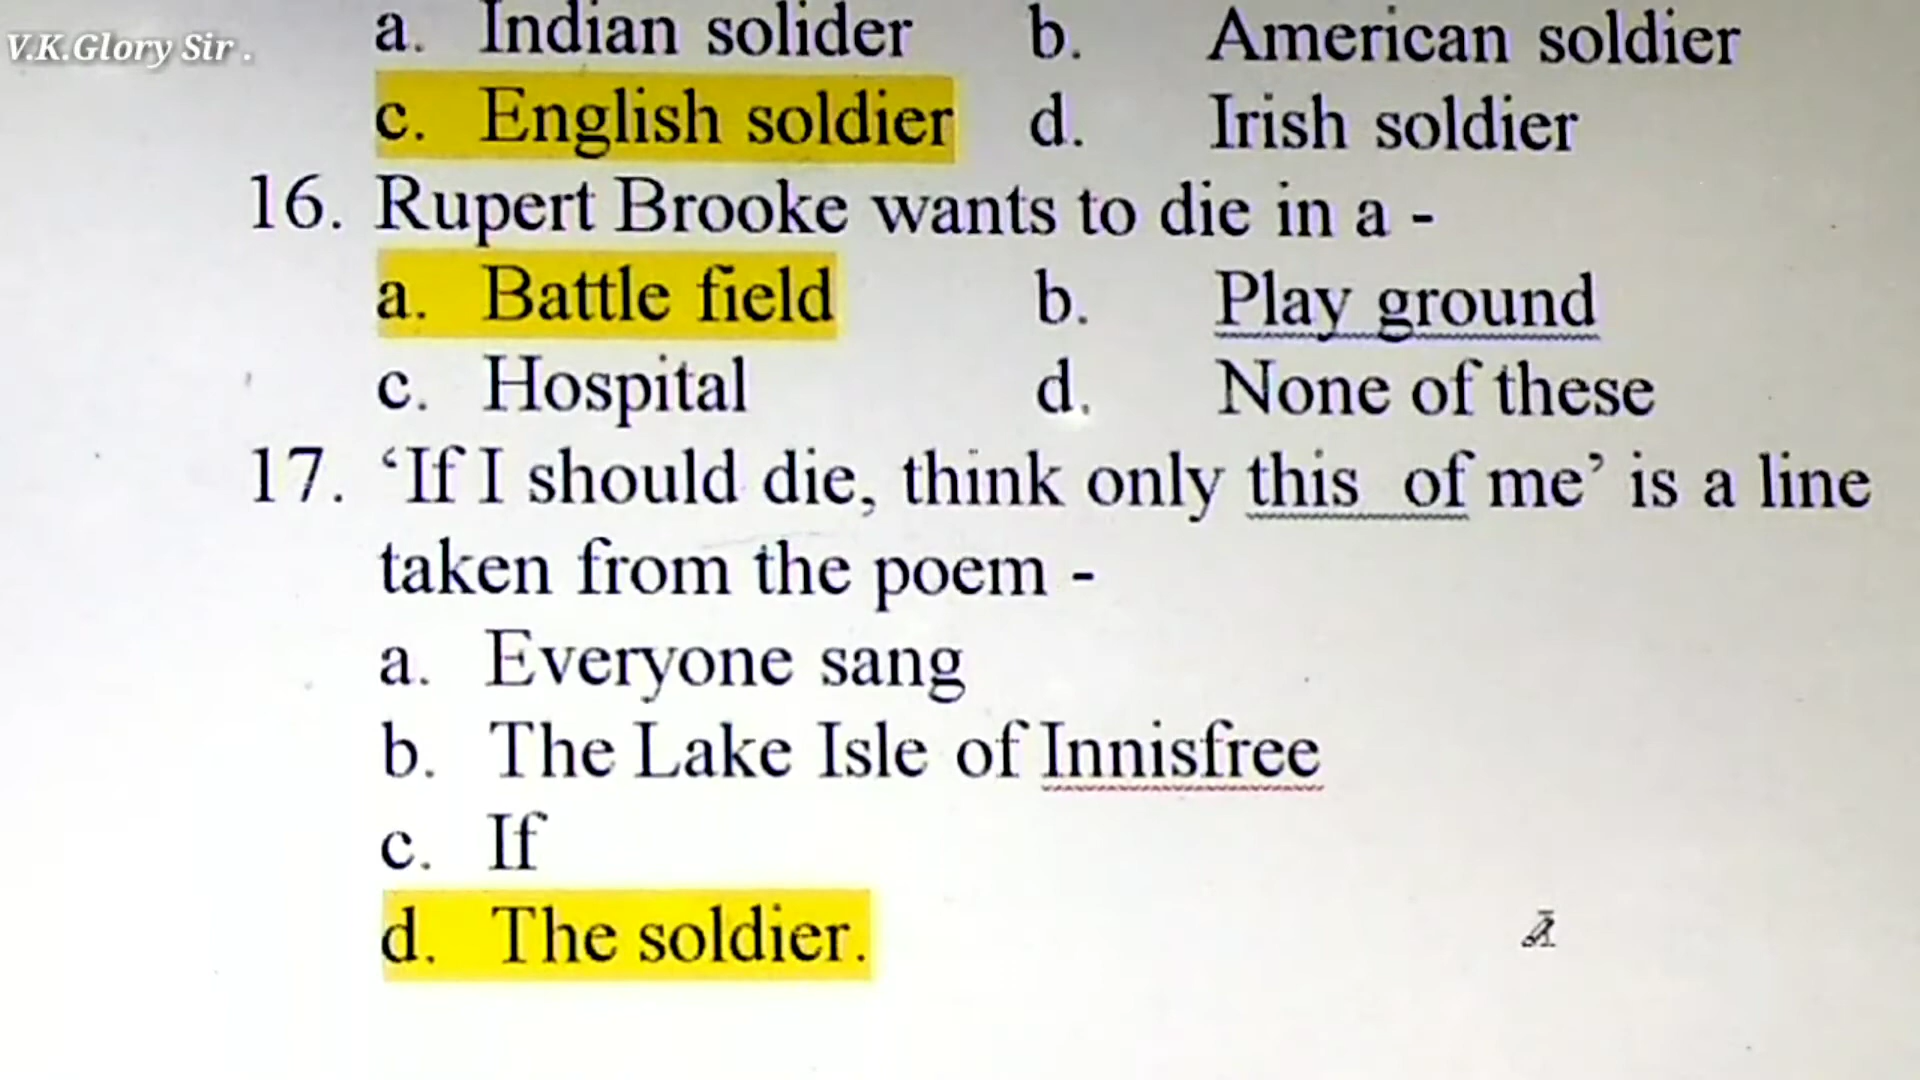 V.K.Glory Sir .
a. Indian solider b. American soldier
c. English soldier d. Irish soldier
16. Rupert Brooke wants to die in a -
a. Battle field b. Play ground
c. Hospital d. None of these
17. ‘If I should die, think only this of me’ is a line
taken from the poem -
a. Everyone sang
b. The Lake Isle of Innisfree
c. If
d. The soldier.